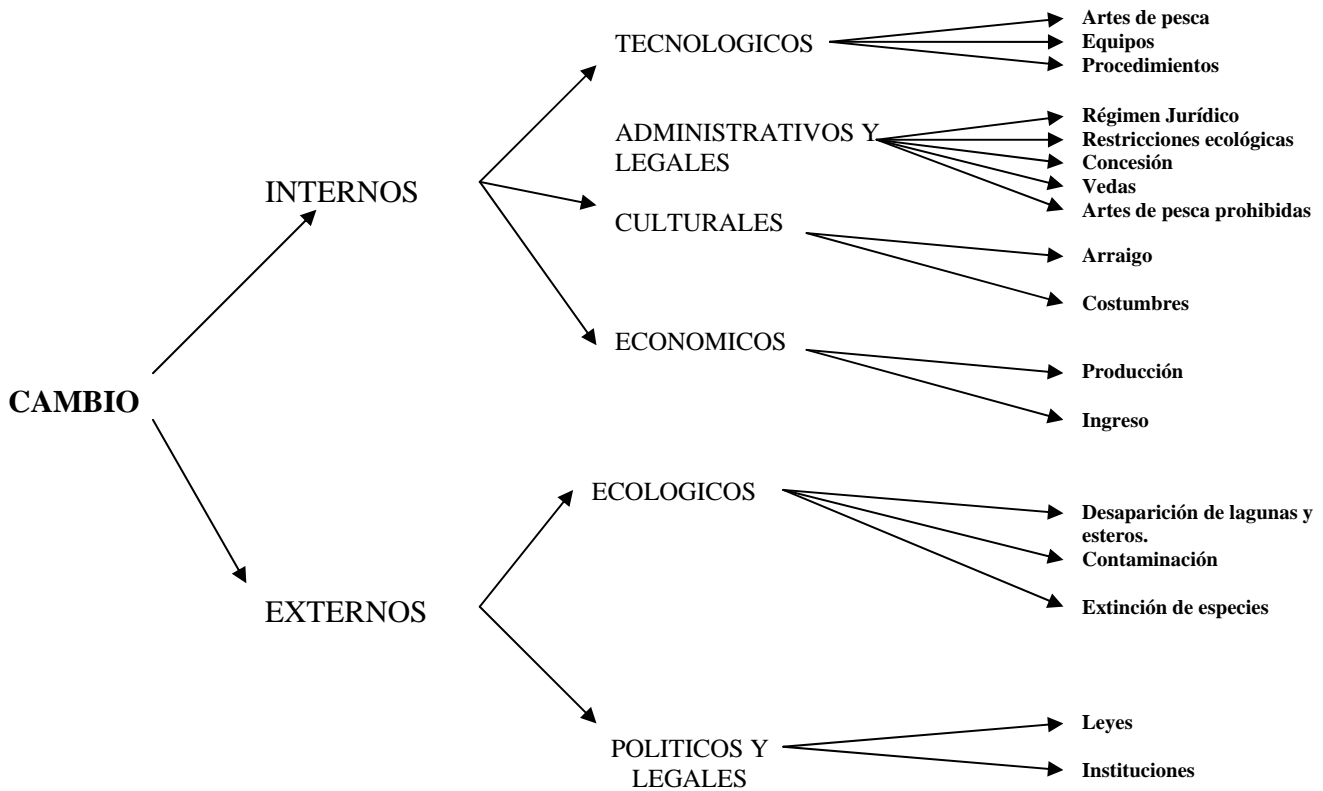 TECNOLOGICOS
Artes de pesca
Equipos
Procedimientos
ADMINISTRATIVOS Y
LEGALES
Régimen Jurídico
Restricciones ecológicas
Concesión
Vedas
Artes de pesca prohibidas
INTERNOS
CULTURALES
Arraigo
Costumbres
ECONOMICOS
Producción
Ingreso
CAMBIO
ECOLOGICOS
Desaparición de lagunas y
esteros.
Contaminación
Extinción de especies
EXTERNOS
POLITICOS Y
LEGALES
Leyes
Instituciones